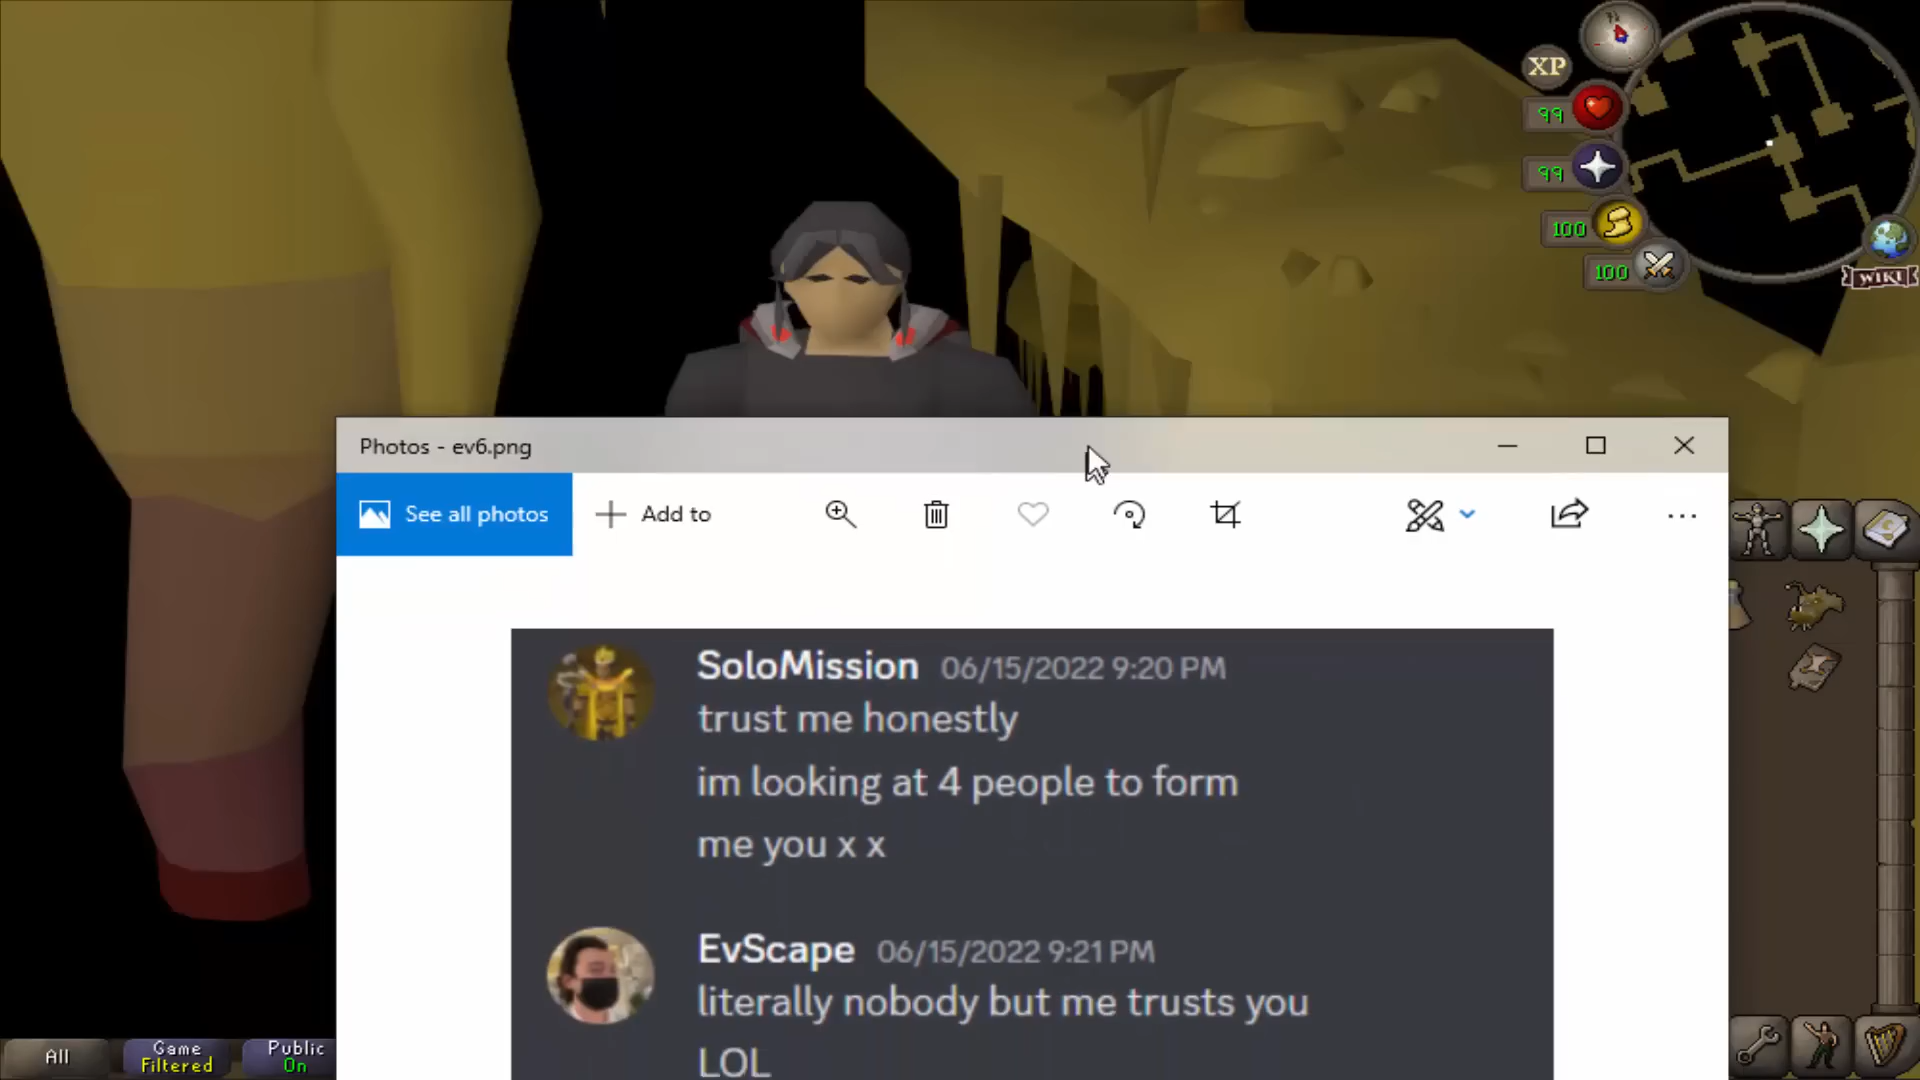 XP
99
99
100
100
WIKI
Photos - ev6.png
See all photos
Add to
SoloMission 06/15/2022 9:20 PM
trust me honestly
im looking at 4 people to form
me you x x
EvScape 06/15/2022 9:21 PM
literally nobody but me trusts you
LOL
All
Game
Filtered
Public
On